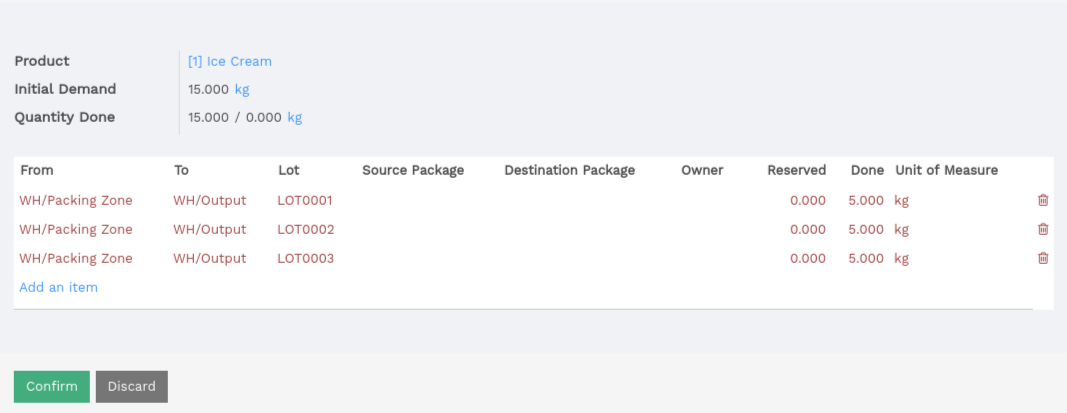 Product [1] Ice Cream
Initial Demand 15.000 kg
Quantity Done 15.000 / 0.000 kg
From To Lot Source Package Destination Package Owner Reserved Done Unit of Measure
WH/Packing Zone WH/Output LOT0001 0.000 5.000 kg
WH/Packing Zone WH/Output LOT0002 0.000 5.000 kg
WH/Packing Zone WH/Output LOT0003 0.000 5.000 kg
Add an item
Confirm Discard